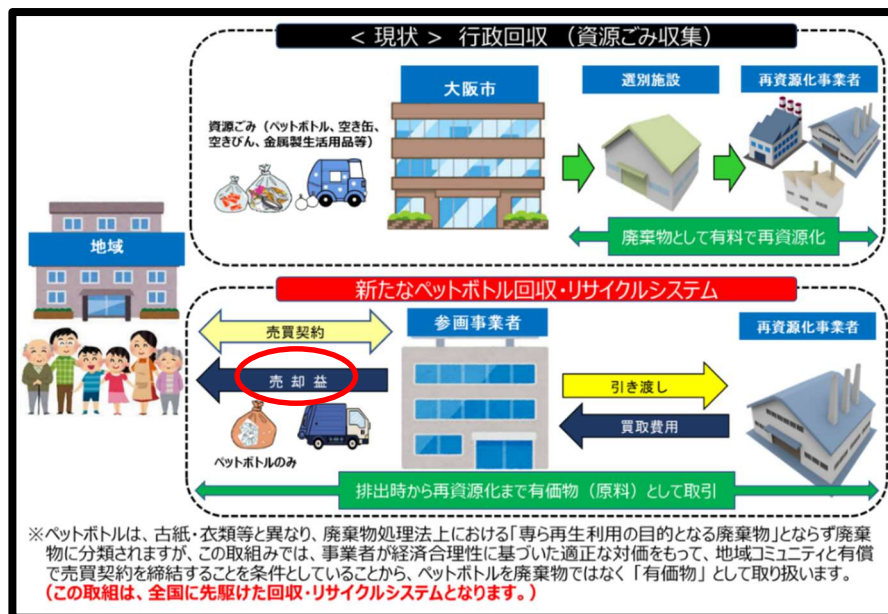 < 現状 > 行政回収 (資源ごみ収集)
大阪市
選別施設
再資源化事業者
資源ごみ (ペットボトル、空き缶、
空きびん、金属製生活用品等)
地域
廃棄物として有料で再資源化
新たなペットボトル回収・リサイクルシステム
売買契約
参画事業者
再資源化事業者
売却益
引き渡し
買取費用
ペットボトルのみ
排出時から再資源化まで有価物 (原料) として取引
※ペットボトルは、古紙・衣類等と異なり、廃棄物処理法上における「専ら再生利用の目的となる廃棄物」とならず廃棄
物に分類されますが、この取組みでは、事業者が経済合理性に基づいた適正な対価をもって、地域コミュニティと有償
で売買契約を締結することを条件としていることから、ペットボトルを廃棄物ではなく「有価物」として取り扱います。
(この取組は、全国に先駆けた回収・リサイクルシステムとなります。)